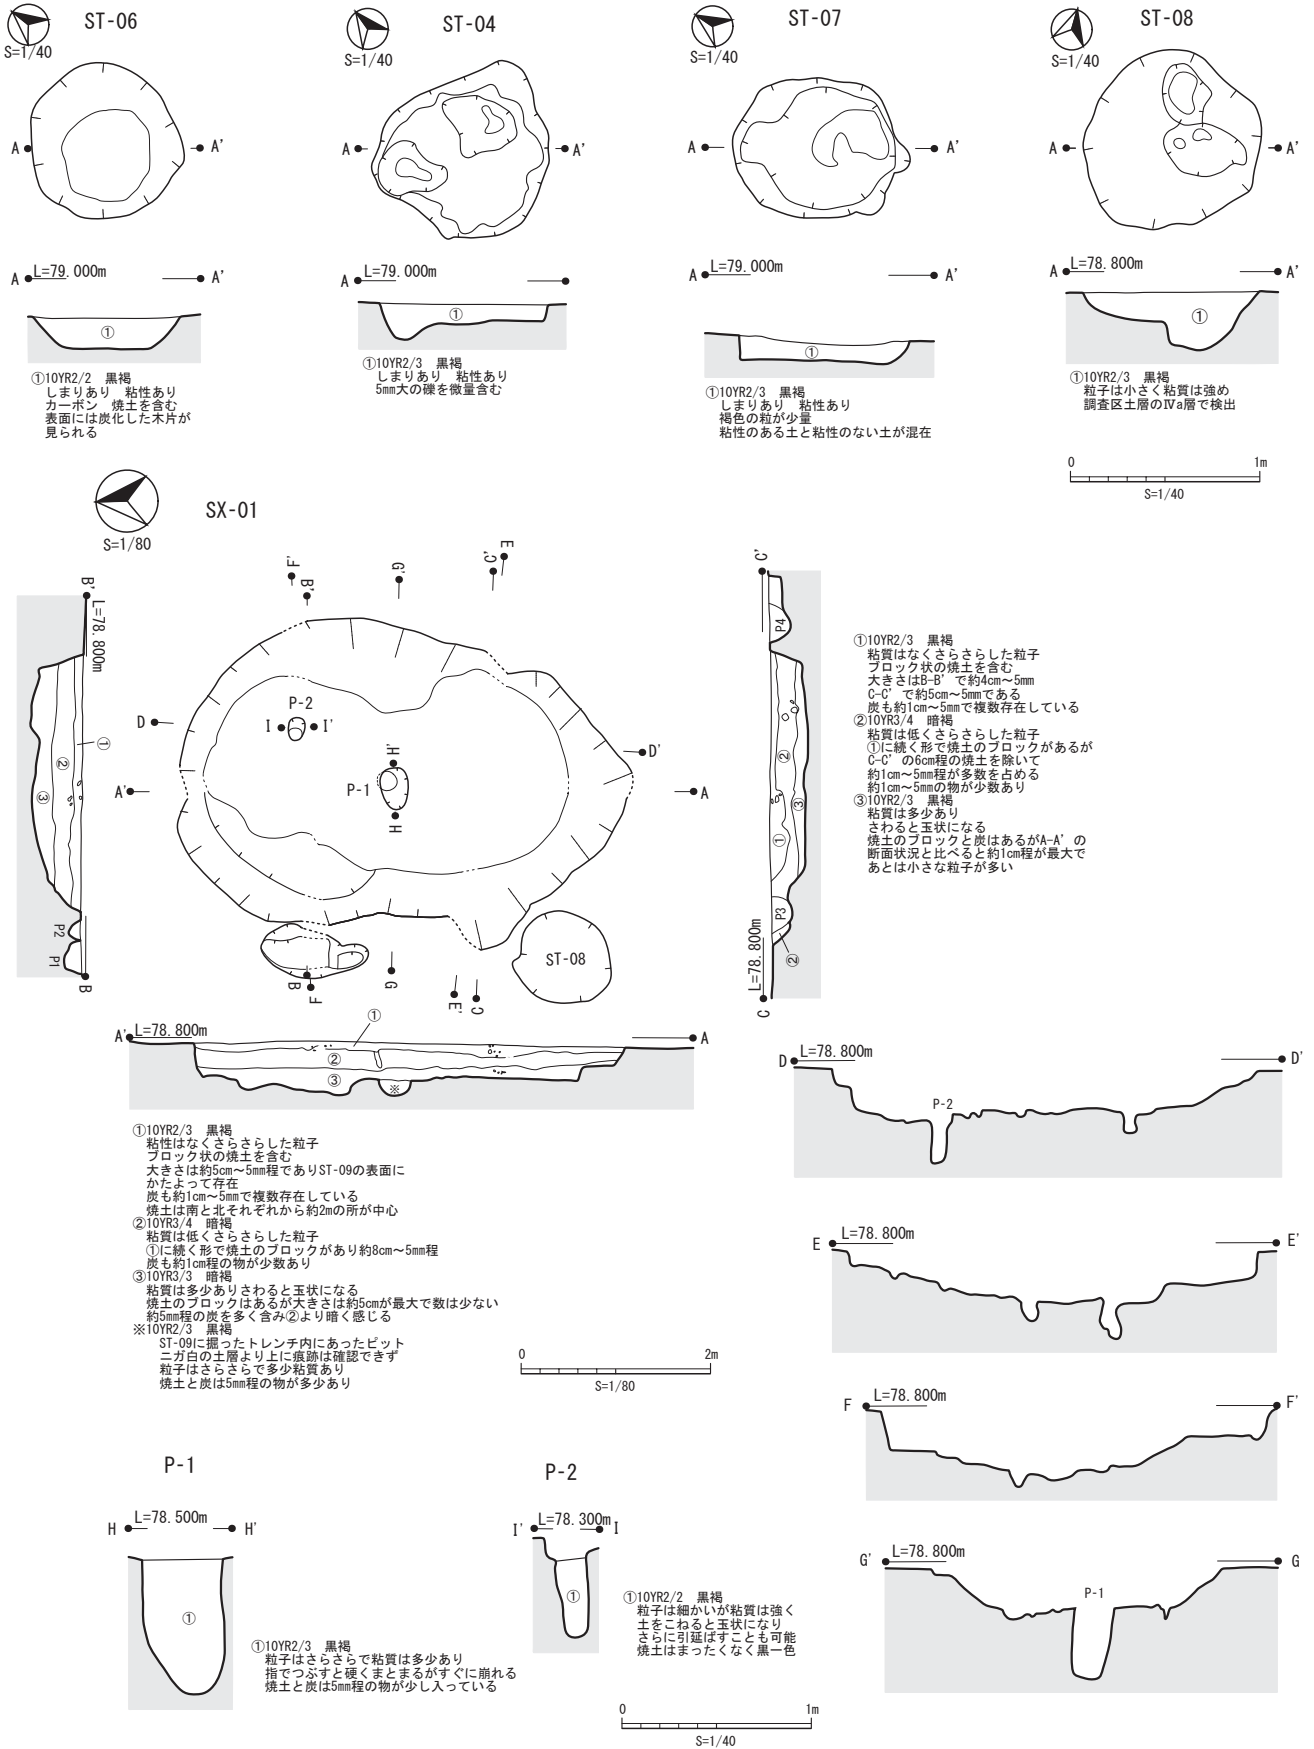 ST-06
S=1/40
A
A'
A
L=79.000m
A'
①
①10YR2/2 黒褐
しまりあり 粘性あり
カーボン 焼土を含む
表面には炭化した木片が
見られる
ST-04
S=1/40
A
A'
A
L=79.000m
①
①10YR2/3 黒褐
しまりあり 粘性あり
5mm大の礫を微量含む
ST-07
S=1/40
A
A'
A
L=79.000m
A'
①
①10YR2/3 黒褐
しまりあり 粘性あり
褐色の粒が少量
粘性のある土と粘性のない土が混在
ST-08
S=1/40
A
A'
A
L=78.800m
A'
①
①10YR2/3 黒褐
粒子は小さく粘質は強め
調査区土層のⅣa層で検出
0
1m
S=1/40
SX-01
S=1/80
B'
L=78.800m
①
②
③
P2
P1
B
F'
B'
G'
C'
E
D
D'
P-2
I
I'
H'
P-1
H
A'
A
ST-08
B
F
G
E'
C
C'
P4
②
③
①
P3
L=78.800m
②
C
①10YR2/3 黒褐
粘質はなくさらさらした粒子
ブロック状の焼土を含む
大きさはB-B'で約4cm～5mm
C-C'で約5cm～5mmである
炭も約1cm～5mmで複数存在している
②10YR3/4 暗褐
粘質は低くさらさらした粒子
①に続く形で焼土のブロックがあるが
C-C'の6cm程の焼土を除いて
約1cm～5mm程が多数を占める
約1cm～5mmの物が少数あり
③10YR2/3 黒褐
粘質は多少あり
さわると玉状になる
焼土のブロックと炭はあるがA-A'の
断面状況と比べると約1cm程が最大で
あとは小さな粒子が多い
A'
L=78.800m
A
①
②
③
※
①10YR2/3 黒褐
粘性はなくさらさらした粒子
ブロック状の焼土を含む
大きさは約5cm～5mm程でありST-09の表面に
かたよって存在
炭も約1cm～5mmで複数存在している
焼土は南と北それぞれから約2mの所が中心
②10YR3/4 暗褐
粘質は低くさらさらした粒子
①に続く形で焼土のブロックがあり約8cm～5mm程
炭も約1cm程の物が少数あり
③10YR3/3 暗褐
粘質は多少ありさわると玉状になる
焼土のブロックはあるが大きさは約5cmが最大で数は少ない
約5mm程の炭を多く含み②より暗く感じる
※10YR2/3 黒褐
ST-09に掘ったトレンチ内にあったピット
ニガ白の土層より上に痕跡は確認できず
粒子はさらさらで多少粘質あり
焼土と炭は5mm程の物が多少あり
0
2m
S=1/80
D
L=78.800m
D'
P-2
E
L=78.800m
E'
F
L=78.800m
F'
G'
L=78.800m
G
P-1
P-1
H
L=78.500m
H'
①
①10YR2/3 黒褐
粒子はさらさらで粘質は多少あり
指でつぶすと硬くまとまるがすぐに崩れる
焼土と炭は5mm程の物が少し入っている
P-2
I'
L=78.300m
I
①
①10YR2/2 黒褐
粒子は細かいが粘質は強く
土をこねると玉状になり
さらに引延ばすことも可能
焼土はまったくなく黒一色
0
1m
S=1/40